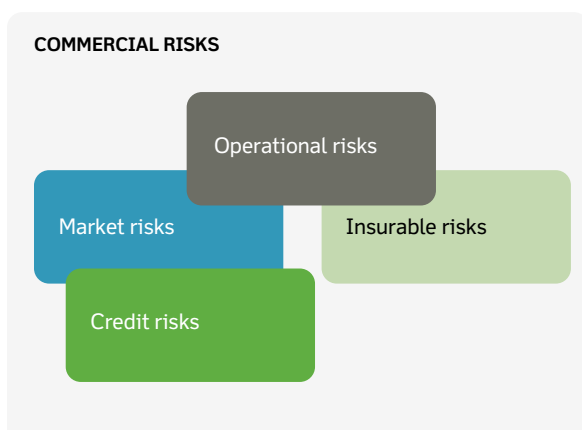 COMMERCIAL RISKS
Operational risks
Market risks
Insurable risks
Credit risks